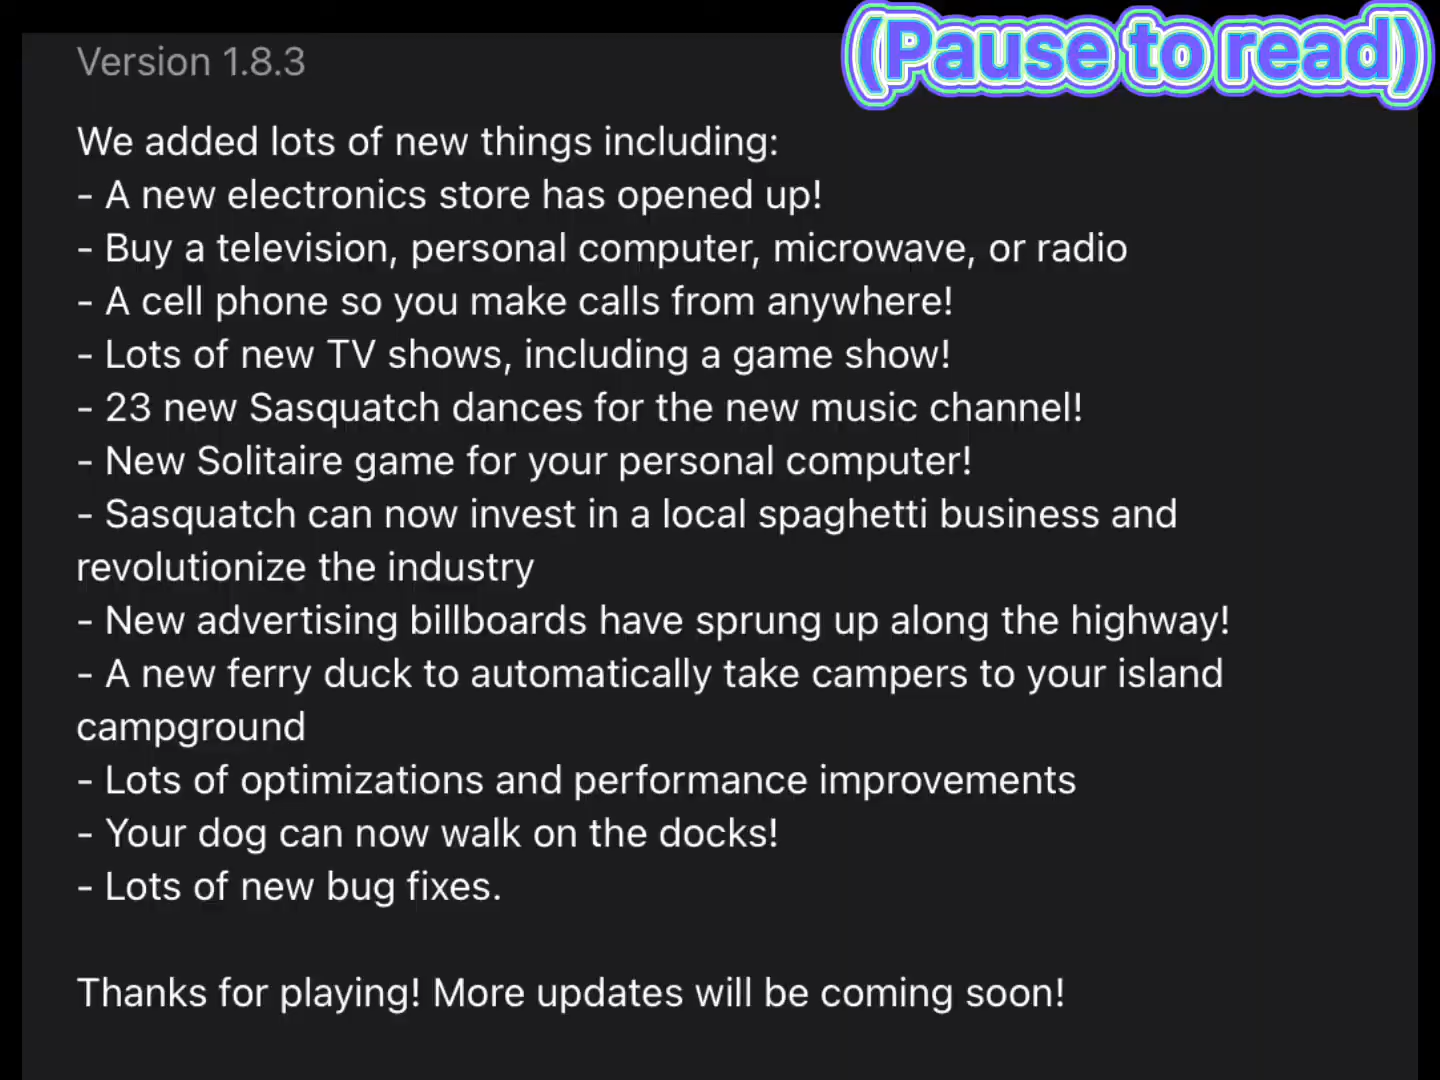 (Pause to read)
Version 1.8.3
We added lots of new things including:
- A new electronics store has opened up!
- Buy a television, personal computer, microwave, or radio
- A cell phone so you make calls from anywhere!
- Lots of new TV shows, including a game show!
- 23 new Sasquatch dances for the new music channel!
- New Solitaire game for your personal computer!
- Sasquatch can now invest in a local spaghetti business and
revolutionize the industry
- New advertising billboards have sprung up along the highway!
- A new ferry duck to automatically take campers to your island
campground
- Lots of optimizations and performance improvements
- Your dog can now walk on the docks!
- Lots of new bug fixes.
Thanks for playing! More updates will be coming soon!